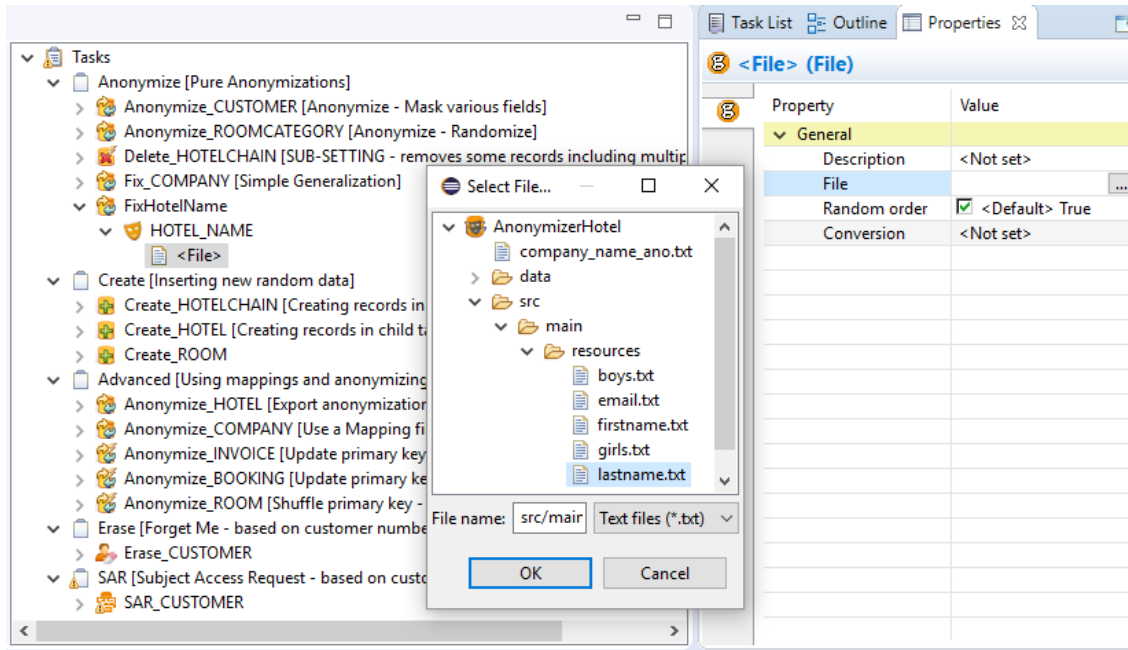 Tasks
Anonymize [Pure Anonymizations]
Anonymize_CUSTOMER [Anonymize - Mask various fields]
Anonymize_ROOMCATEGORY [Anonymize - Randomize]
Delete_HOTELCHAIN [SUB-SETTING - removes some records including multip
Fix_COMPANY [Simple Generalization]
FixHotelName
HOTEL_NAME
<File>
Create [Inserting new random data]
Create_HOTELCHAIN [Creating records in
Create_HOTEL [Creating records in child ta
Create_ROOM
Advanced [Using mappings and anonymizing
Anonymize_HOTEL [Export anonymization
Anonymize_COMPANY [Use a Mapping fi
Anonymize_INVOICE [Update primary key
Anonymize_BOOKING [Update primary ke
Anonymize_ROOM [Shuffle primary key -
Erase [Forget Me - based on customer numbe
Erase_CUSTOMER
SAR [Subject Access Request - based on custo
SAR_CUSTOMER
Select File...
AnonymizerHotel
company_name_ano.txt
data
src
main
resources
boys.txt
email.txt
firstname.txt
girls.txt
lastname.txt
File name: src/main Text files (*.txt)
OK Cancel
Task List Outline Properties
<File> (File)
Property Value
General
Description <Not set>
File ...
Random order <Default> True
Conversion <Not set>